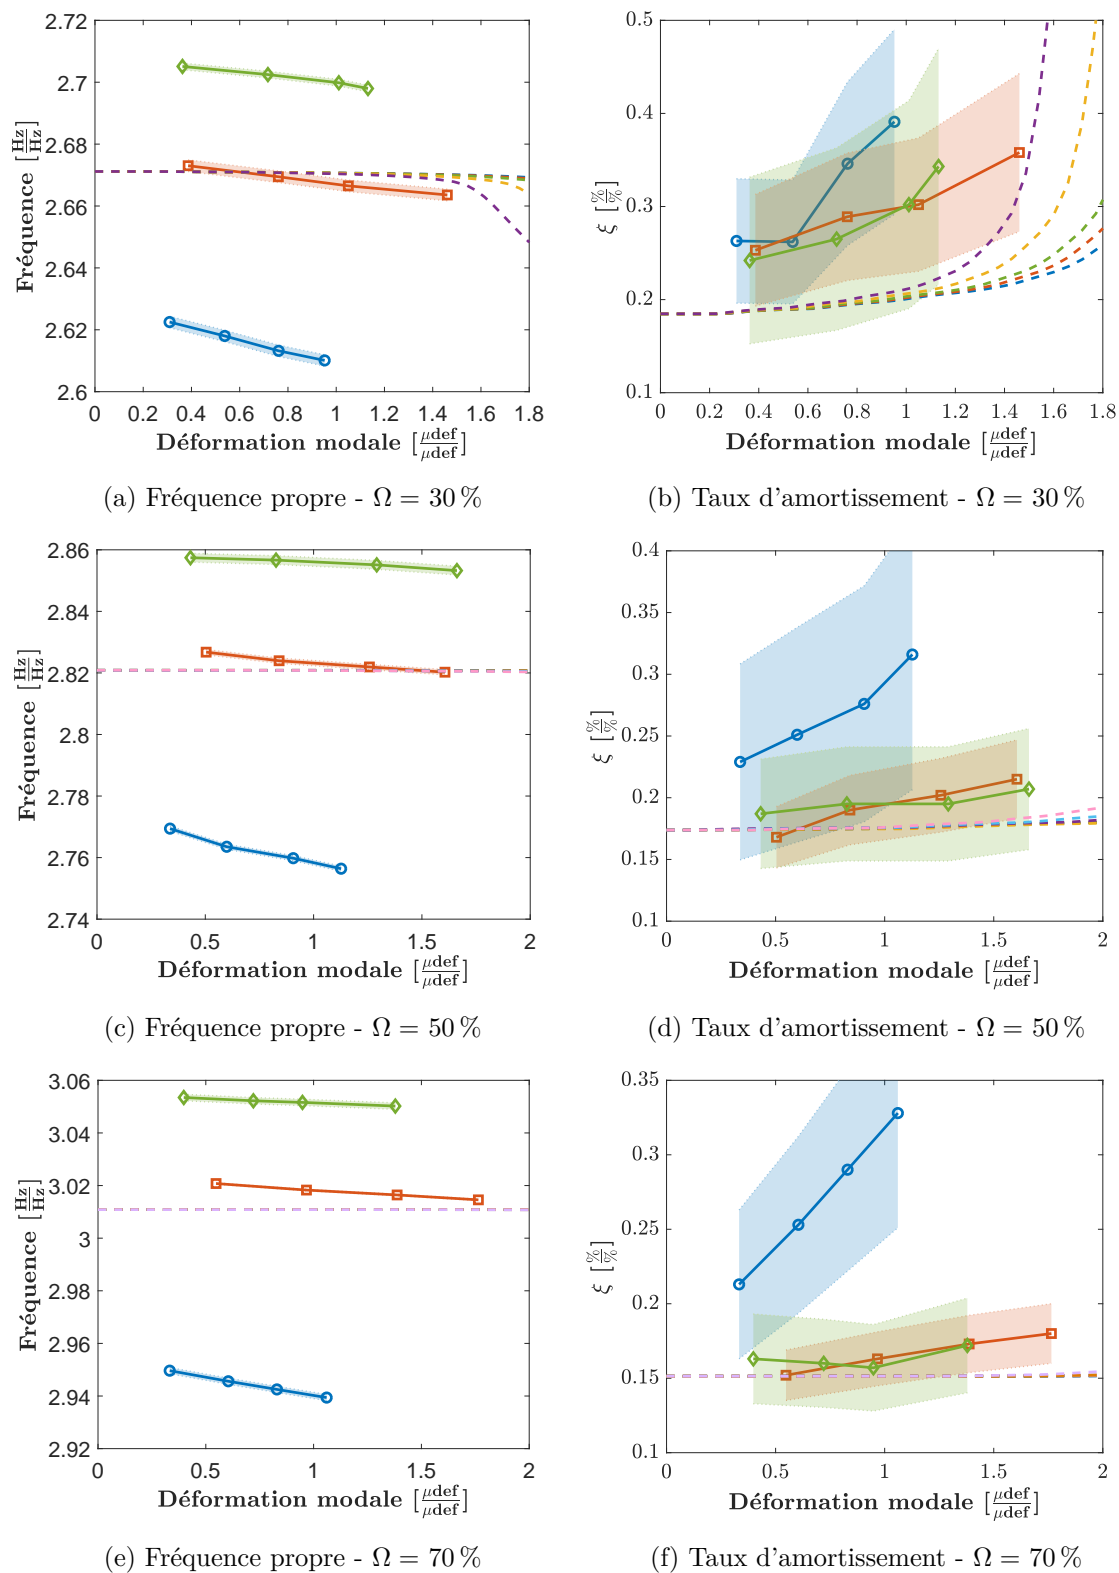 2.72
2.7
2.68
2.66
2.64
2.62
2.6
Fréquence [Hz/Hz]
0 0.2 0.4 0.6 0.8 1 1.2 1.4 1.6 1.8
Déformation modale [μdef/μdef]
(a) Fréquence propre - Ω = 30 %
0.5
0.4
0.3
0.2
0.1
ξ [%/%]
0 0.2 0.4 0.6 0.8 1 1.2 1.4 1.6 1.8
Déformation modale [μdef/μdef]
(b) Taux d'amortissement - Ω = 30 %
2.86
2.84
2.82
2.8
2.78
2.76
2.74
Fréquence [Hz/Hz]
0 0.5 1 1.5 2
Déformation modale [μdef/μdef]
(c) Fréquence propre - Ω = 50 %
0.4
0.35
0.3
0.25
0.2
0.15
0.1
ξ [%/%]
0 0.5 1 1.5 2
Déformation modale [μdef/μdef]
(d) Taux d'amortissement - Ω = 50 %
3.06
3.04
3.02
3
2.98
2.96
2.94
2.92
Fréquence [Hz/Hz]
0 0.5 1 1.5 2
Déformation modale [μdef/μdef]
(e) Fréquence propre - Ω = 70 %
0.35
0.3
0.25
0.2
0.15
0.1
ξ [%/%]
0 0.5 1 1.5 2
Déformation modale [μdef/μdef]
(f) Taux d'amortissement - Ω = 70 %